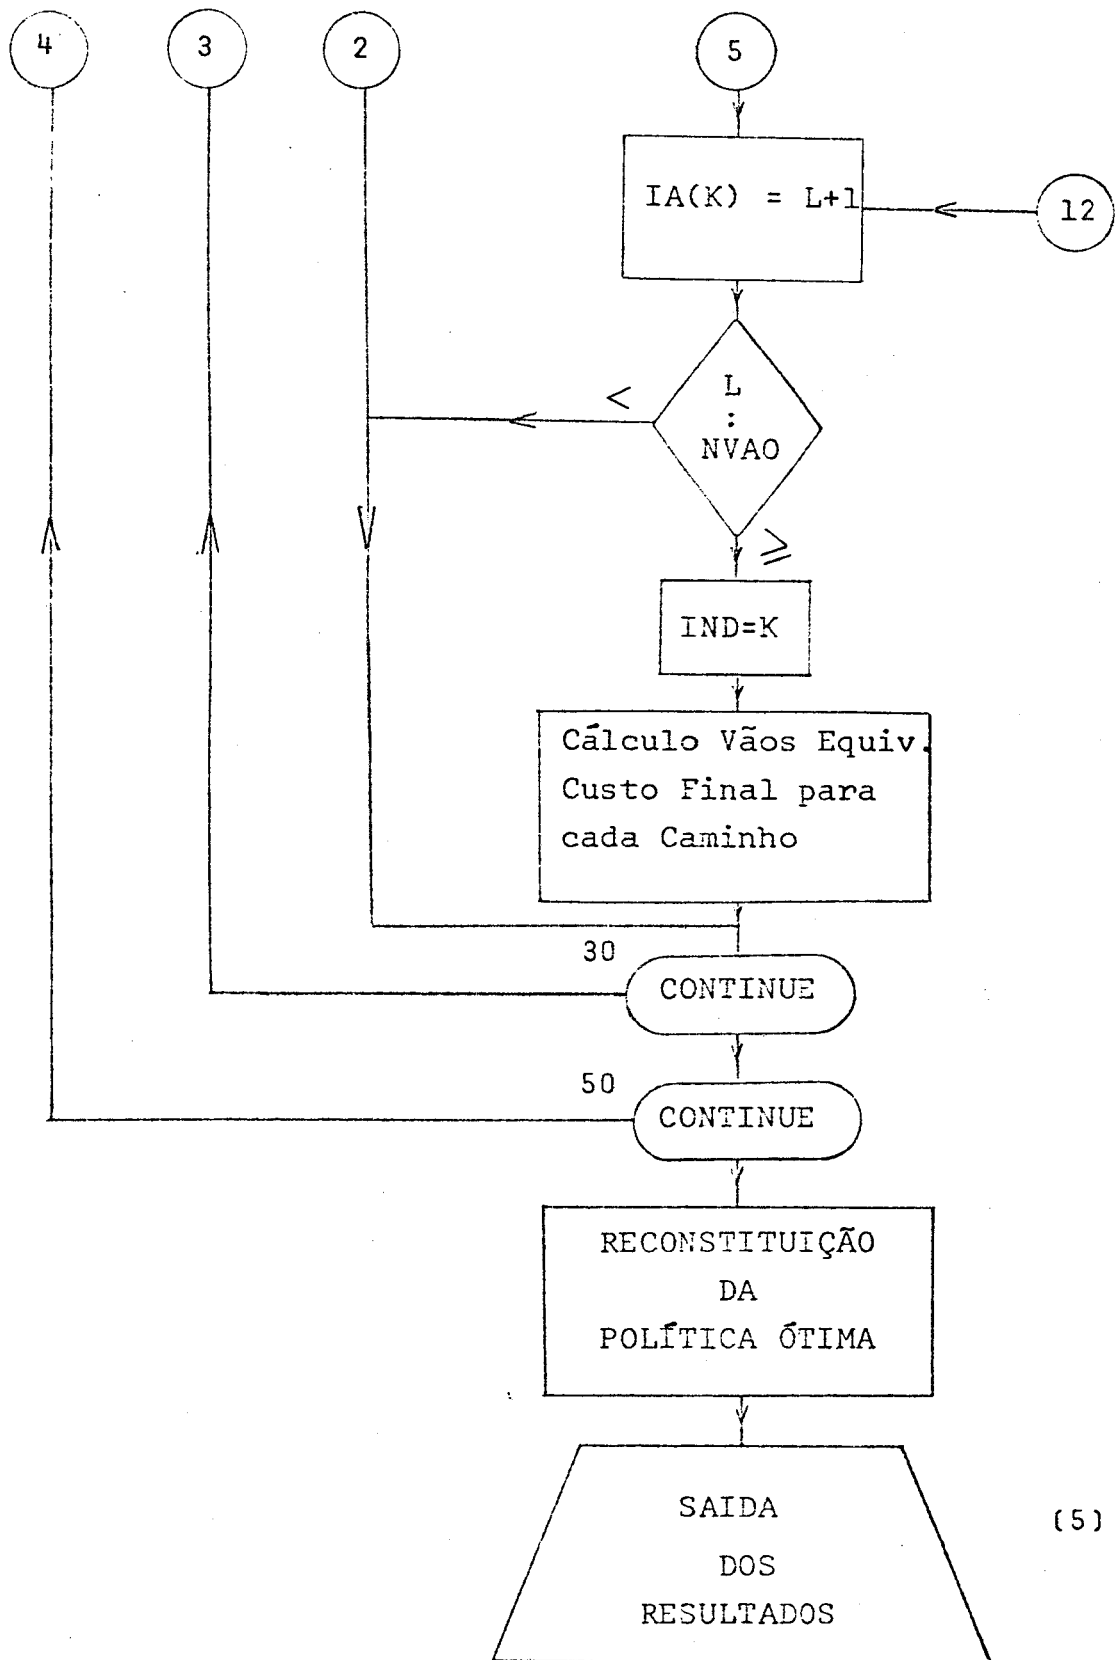 4
3
2
5
IA(K) = L+1
12
<
L
:
NVAO
≥
IND=K
Cálculo Vãos Equiv.
Custo Final para
cada Caminho
30
CONTINUE
50
CONTINUE
RECONSTITUIÇÃO
DA
POLÍTICA ÓTIMA
SAIDA
(5)
DOS
RESULTADOS